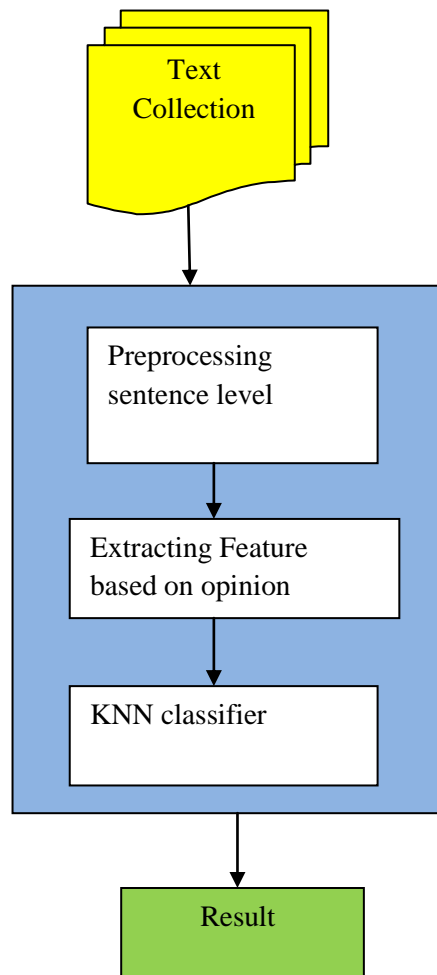 Text
Collection
Preprocessing
sentence level
Extracting Feature
based on opinion
KNN classifier
Result